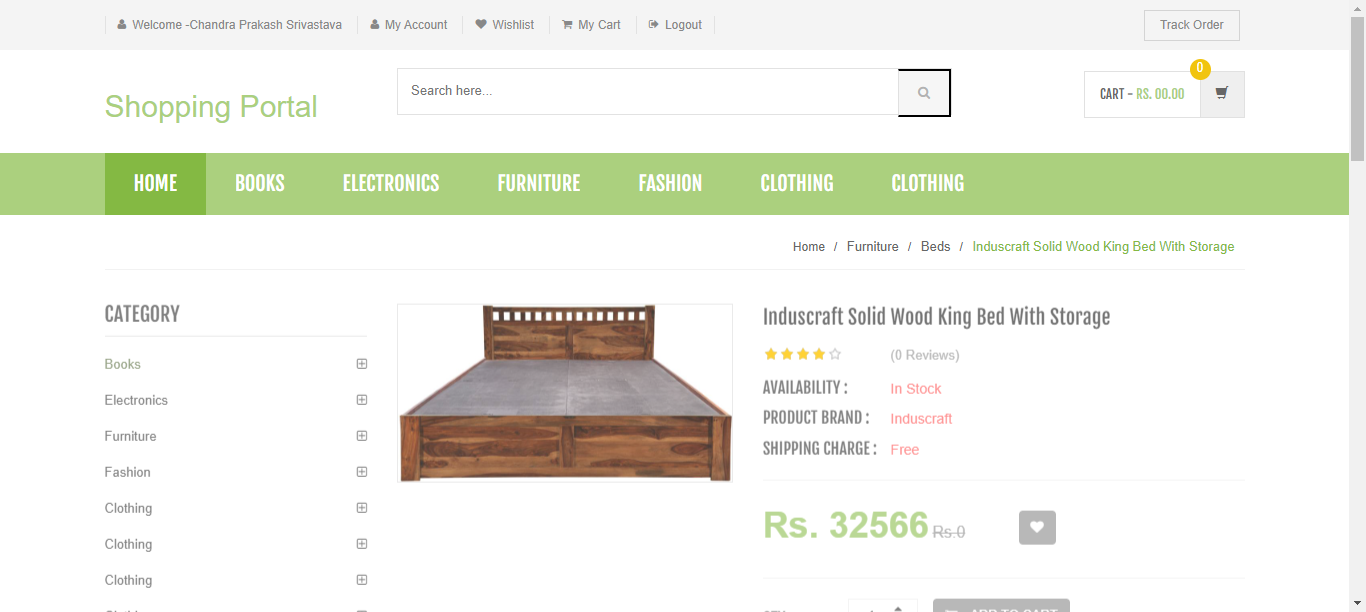 Welcome -Chandra Prakash Srivastava My Account Wishlist My Cart Logout Track Order
Shopping Portal
Search here...
0
CART - RS. 00.00
HOME BOOKS ELECTRONICS FURNITURE FASHION CLOTHING CLOTHING
Home / Furniture / Beds / Induscraft Solid Wood King Bed With Storage
CATEGORY
Books
Electronics
Furniture
Fashion
Clothing
Clothing
Clothing
Induscraft Solid Wood King Bed With Storage
(0 Reviews)
AVAILABILITY : In Stock
PRODUCT BRAND : Induscraft
SHIPPING CHARGE : Free
Rs. 32566 Rs.0
ADD TO CART